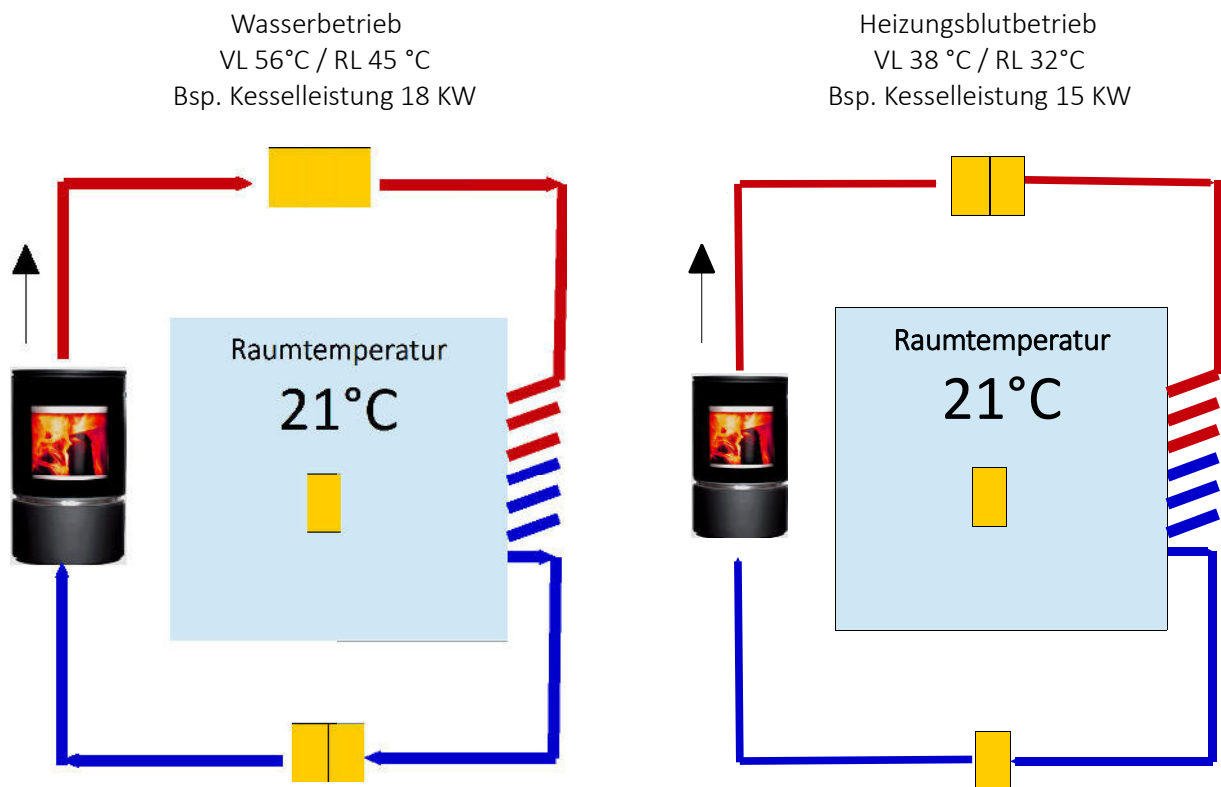 Wasserbetrieb
VL 56°C / RL 45 °C
Bsp. Kesselleistung 18 KW
Raumtemperatur
21°C
Heizungsblutbetrieb
VL 38 °C / RL 32°C
Bsp. Kesselleistung 15 KW
Raumtemperatur
21°C